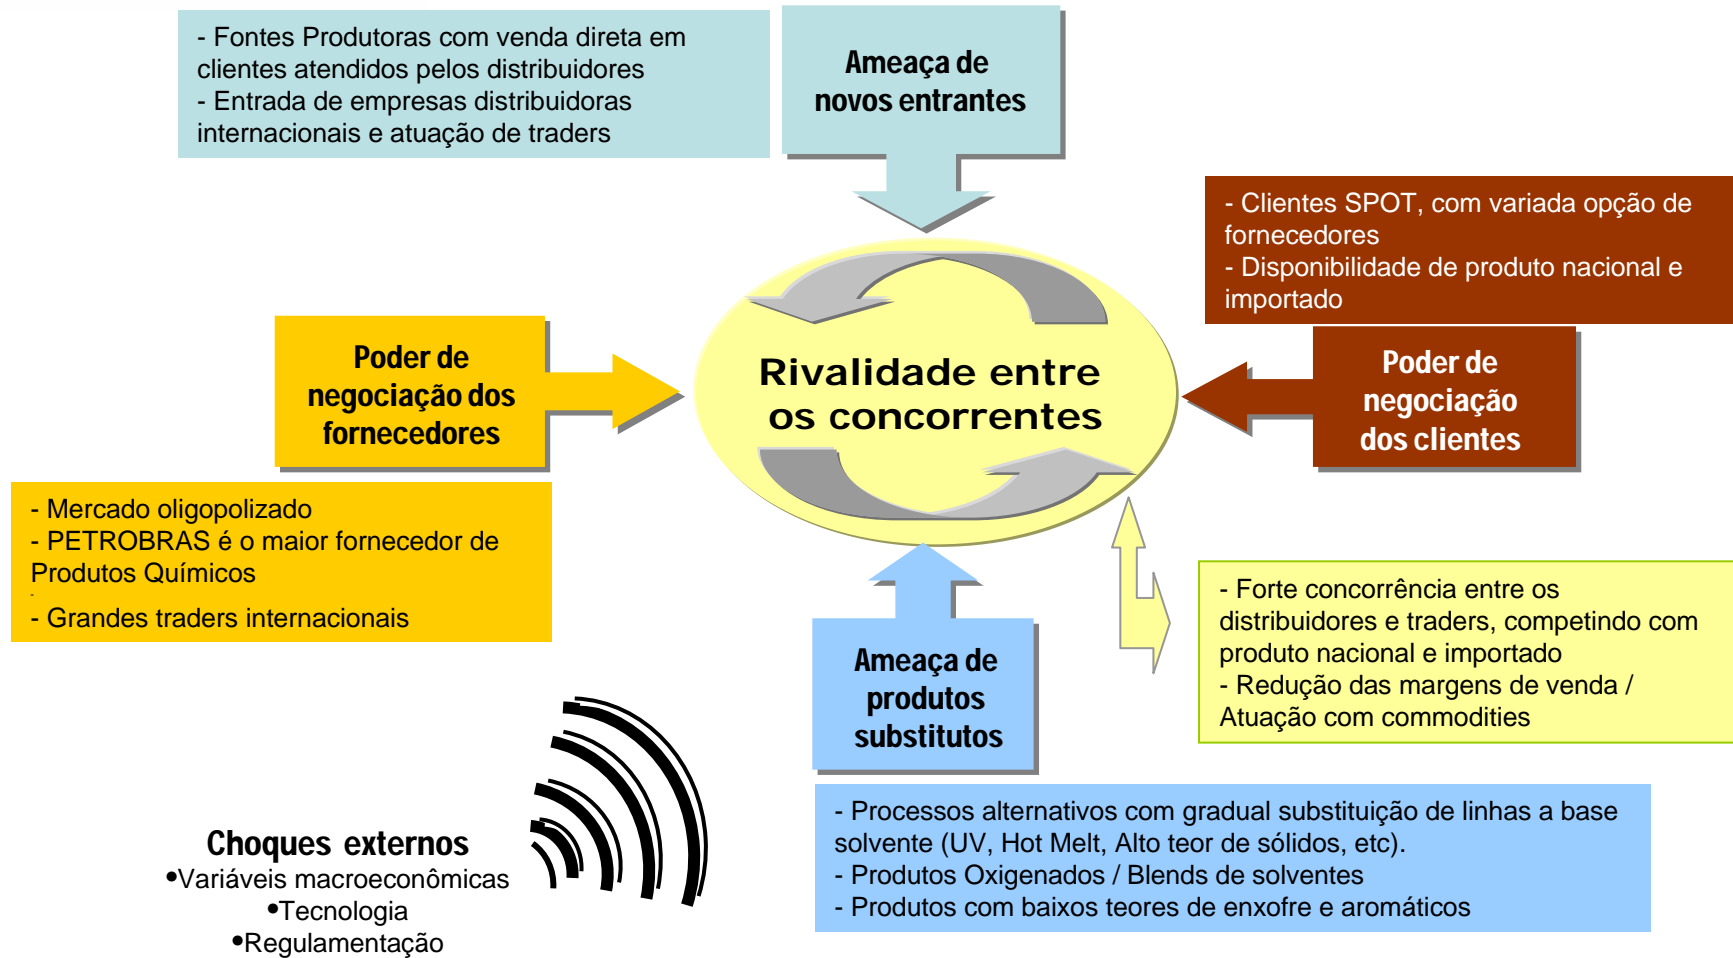 - Fontes Produtoras com venda direta em
clientes atendidos pelos distribuidores
- Entrada de empresas distribuidoras
internacionais e atuação de traders
Ameaça de
novos entrantes
- Clientes SPOT, com variada opção de
fornecedores
- Disponibilidade de produto nacional e
importado
Poder de
negociação dos
fornecedores
Rivalidade entre
os concorrentes
Poder de
negociação
dos clientes
- Mercado oligopolizado
- PETROBRAS é o maior fornecedor de
Produtos Químicos
-
- Grandes traders internacionais
- Forte concorrência entre os
distribuidores e traders, competindo com
produto nacional e importado
- Redução das margens de venda /
Atuação com commodities
Ameaça de
produtos
substitutos
- Processos alternativos com gradual substituição de linhas a base
solvente (UV, Hot Melt, Alto teor de sólidos, etc).
- Produtos Oxigenados / Blends de solventes
- Produtos com baixos teores de enxofre e aromáticos
Choques externos
•Variáveis macroeconômicas
•Tecnologia
•Regulamentação